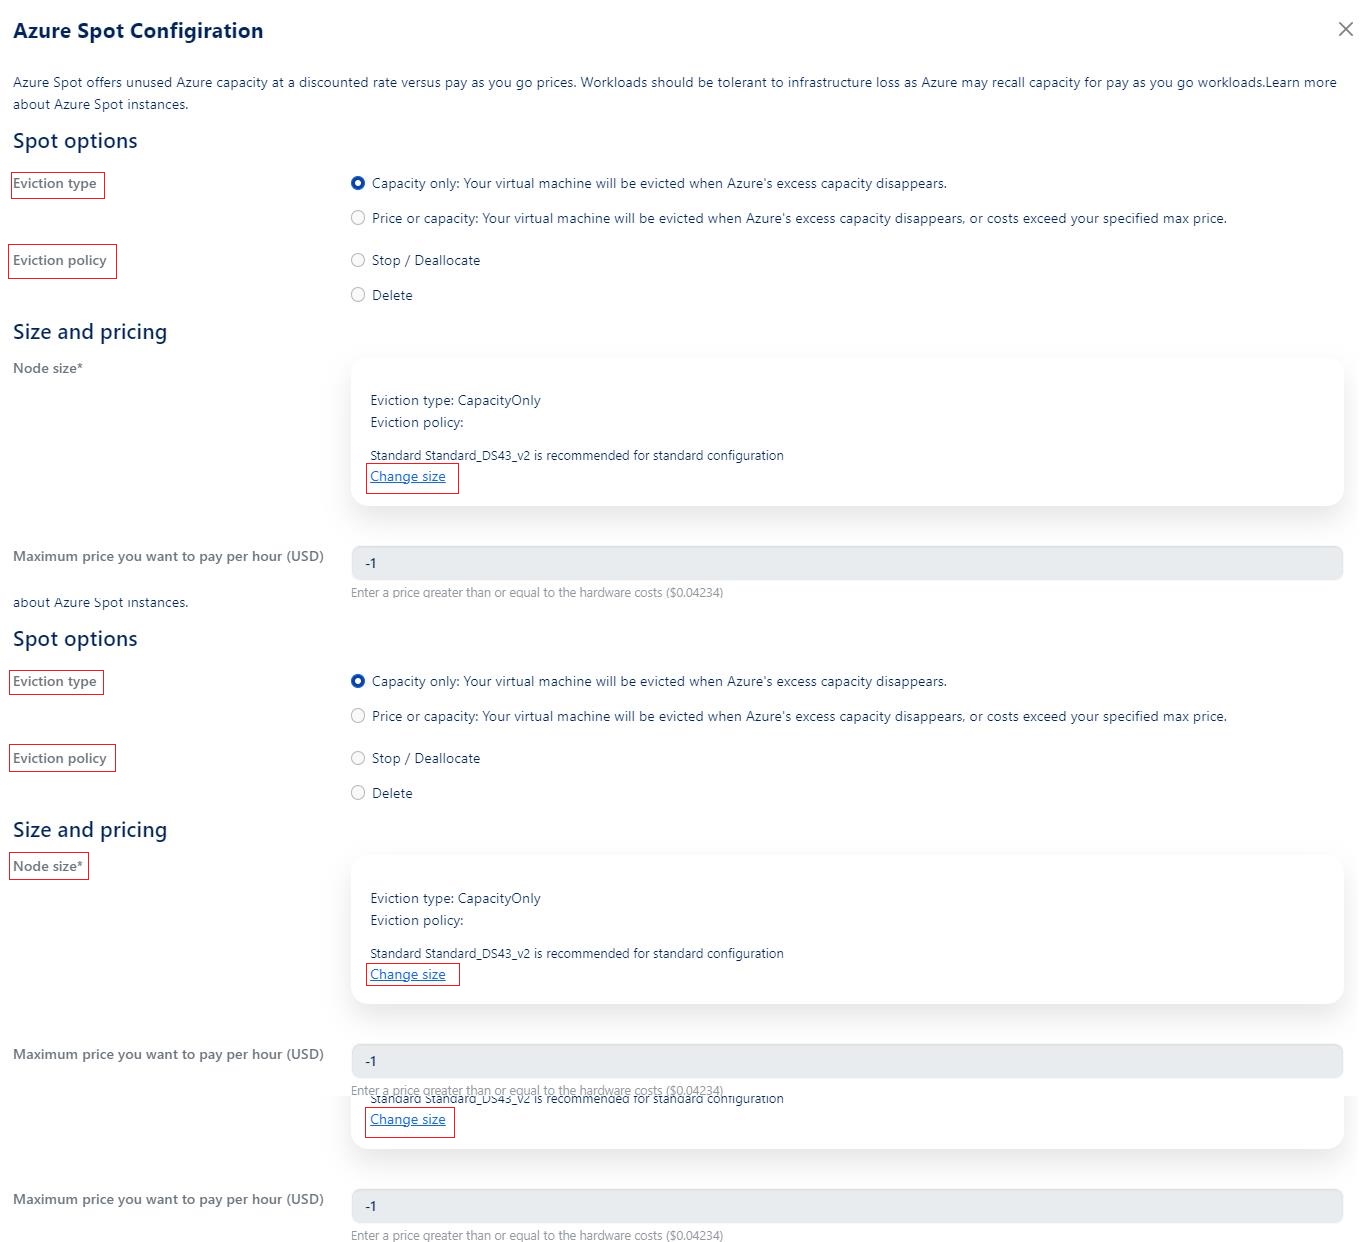 Azure Spot Configiration
Azure Spot offers unused Azure capacity at a discounted rate versus pay as you go prices. Workloads should be tolerant to infrastructure loss as Azure may recall capacity for pay as you go workloads.Learn more
about Azure Spot instances.
Spot options
Eviction type
Capacity only: Your virtual machine will be evicted when Azure's excess capacity disappears.
Price or capacity: Your virtual machine will be evicted when Azure's excess capacity disappears, or costs exceed your specified max price.
Eviction policy
Stop / Deallocate
Delete
Size and pricing
Node size*
Eviction type: CapacityOnly
Eviction policy:
Standard Standard_DS43_v2 is recommended for standard configuration
Change size
Maximum price you want to pay per hour (USD)
-1
Enter a price greater than or equal to the hardware costs ($0.04234)
about Azure Spot instances.
Spot options
Eviction type
Capacity only: Your virtual machine will be evicted when Azure's excess capacity disappears.
Price or capacity: Your virtual machine will be evicted when Azure's excess capacity disappears, or costs exceed your specified max price.
Eviction policy
Stop / Deallocate
Delete
Size and pricing
Node size*
Eviction type: CapacityOnly
Eviction policy:
Standard Standard_DS43_v2 is recommended for standard configuration
Change size
Maximum price you want to pay per hour (USD)
-1
Enter a price greater than or equal to the hardware costs ($0.04234)
Standard Standard_DS43_v2 is recommended for standard configuration
Change size
Maximum price you want to pay per hour (USD)
-1
Enter a price greater than or equal to the hardware costs ($0.04234)